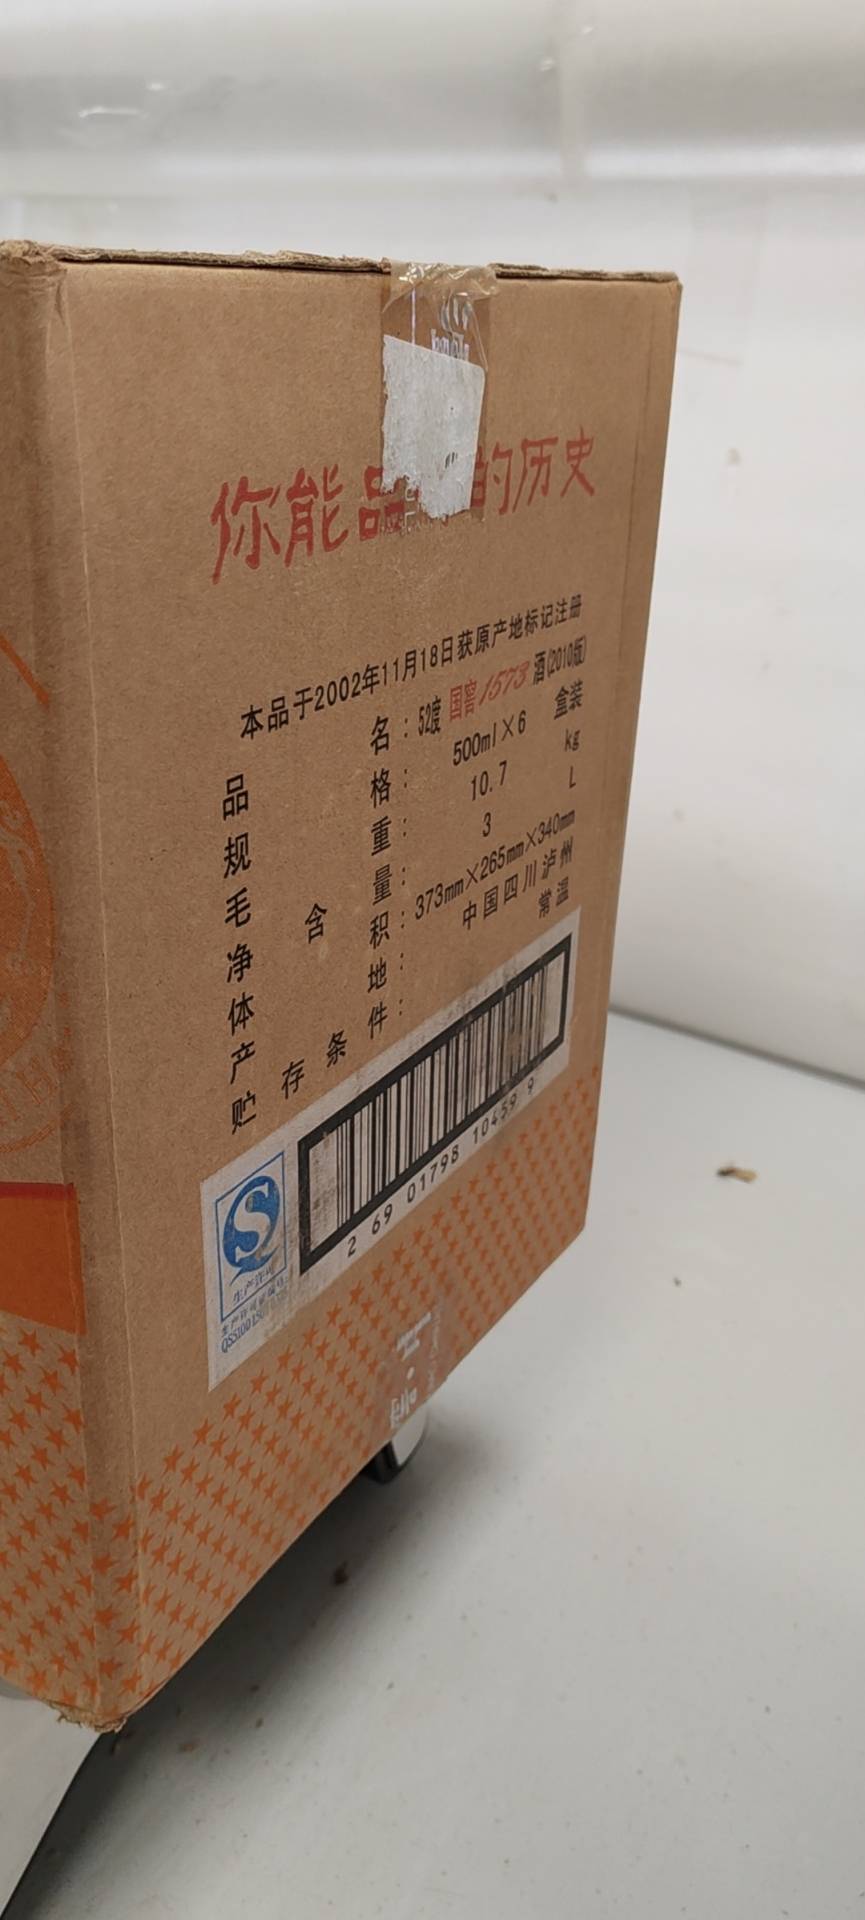 你能品 的历史
本品于2002年11月18日获原产地标记注册
品名：52度 国窖1573 酒(2010版)
规格：500ml×6 盒装
毛重：10.7 kg
净含量：3 L
体积：373mm×265mm×340mm
产地：中国四川泸州
贮存条件：常温
2 69 01798 10459 9
生产许可